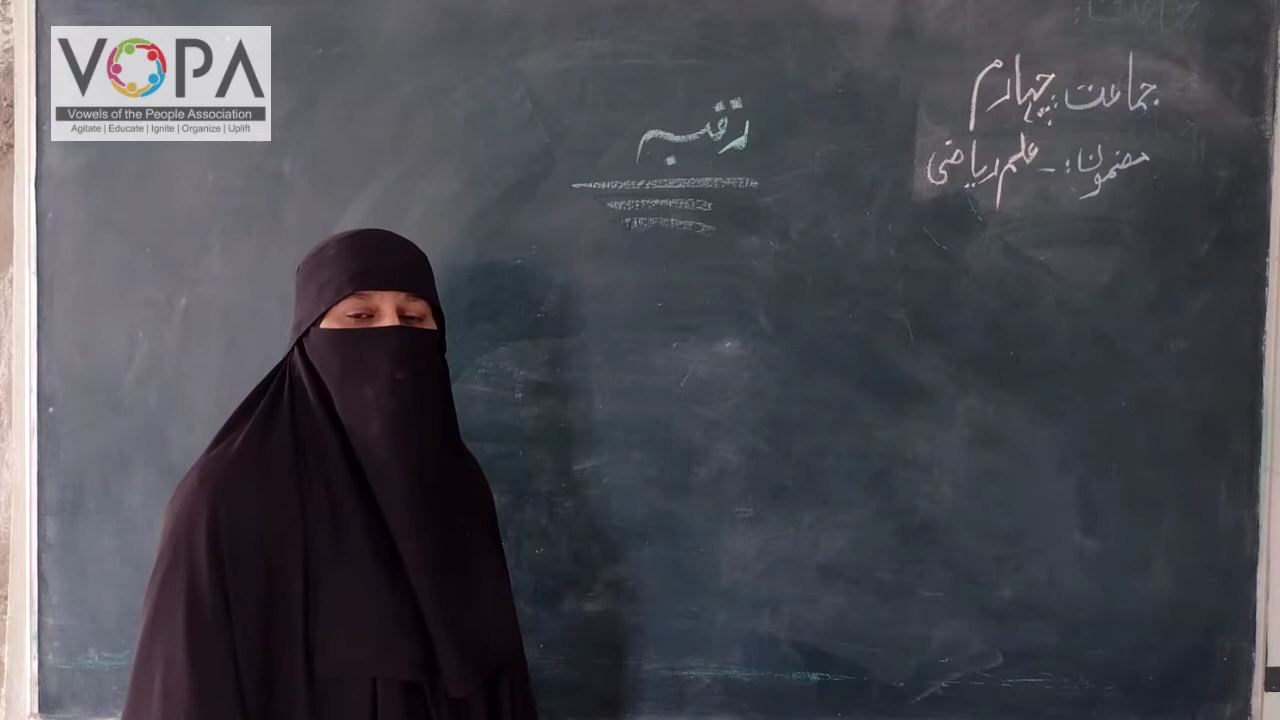 VOPA
Vowels of the People Association
Agitate | Educate | Ignite | Organize | Uplift
جماعت چہارم
مضمون :- علم ریاضی
رقبہ